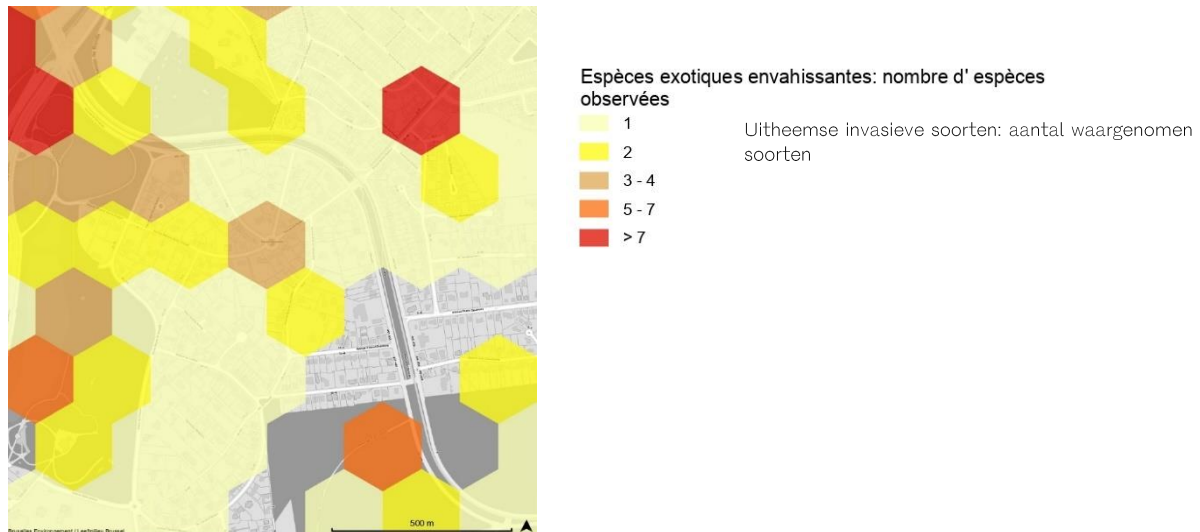 Espèces exotiques envahissantes: nombre d' espèces
observées
1
2
3 - 4
5 - 7
> 7
Uitheemse invasieve soorten: aantal waargenomen
soorten
500 m